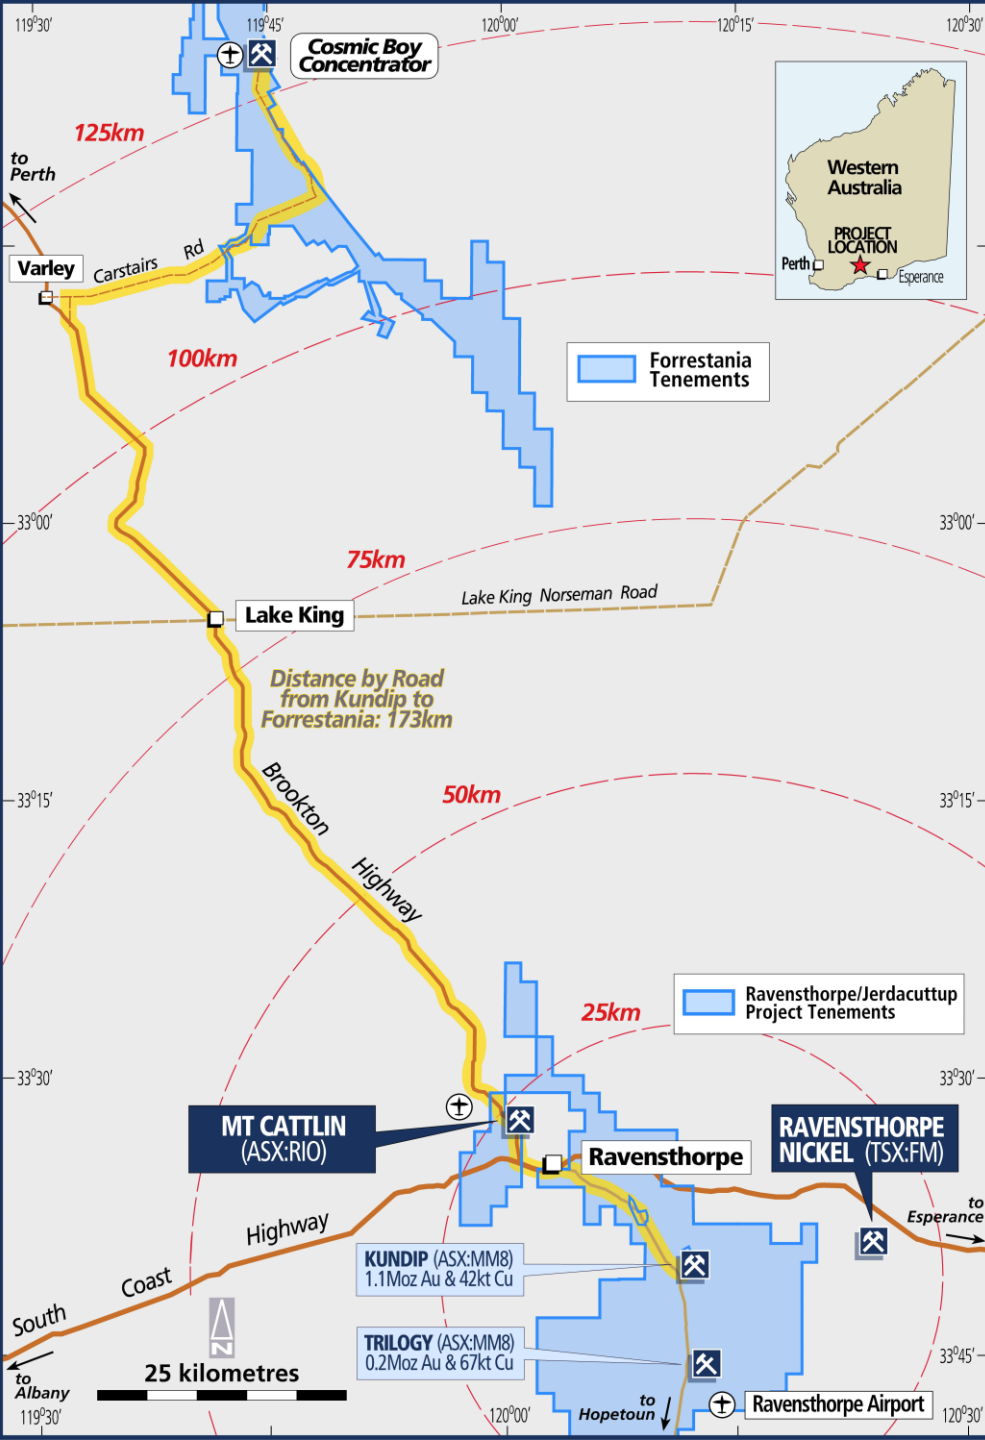 119°30'
119°45'
120°00'
120°15'
120°30'
Cosmic Boy
Concentrator
125km
to
Perth
Western
Australia
PROJECT
LOCATION
Perth
Esperance
Varley
Carstairs Rd
100km
Forrestania
Tenements
33°00'
33°00'
75km
Lake King Norseman Road
Lake King
Distance by Road
from Kundip to
Forrestania: 173km
Brookton
Highway
50km
33°15'
33°15'
25km
Ravensthorpe/Jerdacuttup
Project Tenements
33°30'
33°30'
MT CATTLIN
(ASX:RIO)
RAVENSTHORPE
NICKEL (TSX:FM)
Ravensthorpe
to
Esperance
South Coast Highway
KUNDIP (ASX:MM8)
1.1Moz Au & 42kt Cu
TRILOGY (ASX:MM8)
0.2Moz Au & 67kt Cu
N
25 kilometres
33°45'
to
Albany
to
Hopetoun
Ravensthorpe Airport
119°30'
120°00'
120°30'